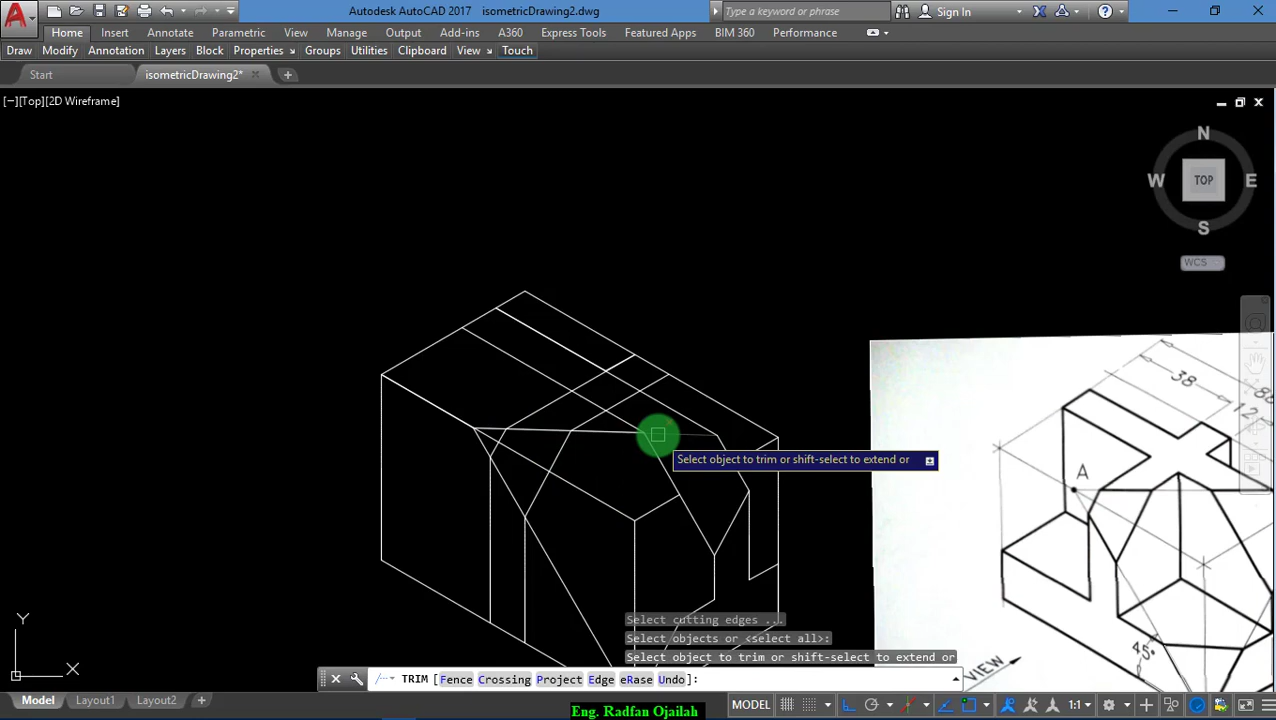 Autodesk AutoCAD 2017 isometricDrawing2.dwg
Type a keyword or phrase
Sign In
Home Insert Annotate Parametric View Manage Output Add-ins A360 Express Tools Featured Apps BIM 360 Performance
Draw Modify Annotation Layers Block Properties Groups Utilities Clipboard View Touch
Start isometricDrawing2*
[−][Top][2D Wireframe]
N
W TOP E
S
WCS
38
A
45°
VIEW
Select object to trim or shift-select to extend or
Select cutting edges ...
Select objects or <select all>:
Select object to trim or shift-select to extend or
Y
X
TRIM [Fence Crossing Project Edge eRase Undo]:
Model Layout1 Layout2 + MODEL 1:1
Eng. Radfan Ojailah